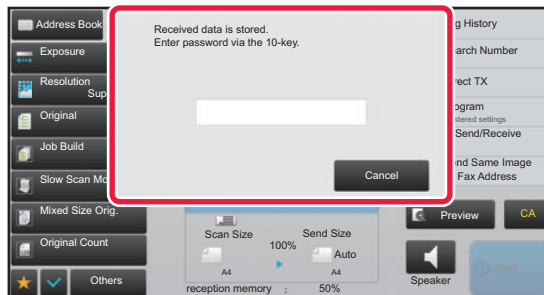 Address Book
Exposure
Resolution
Sup
Original
Job Build
Slow Scan Mo
Mixed Size Orig.
Original Count
Others
Received data is stored.
Enter password via the 10-key.
Cancel
Scan Size
100%
Send Size
Auto
A4
A4
reception memory : 50%
g History
arch Number
rect TX
ogram
stered settings
Send/Receive
nd Same Image
Fax Address
Preview
CA
Speaker
Start